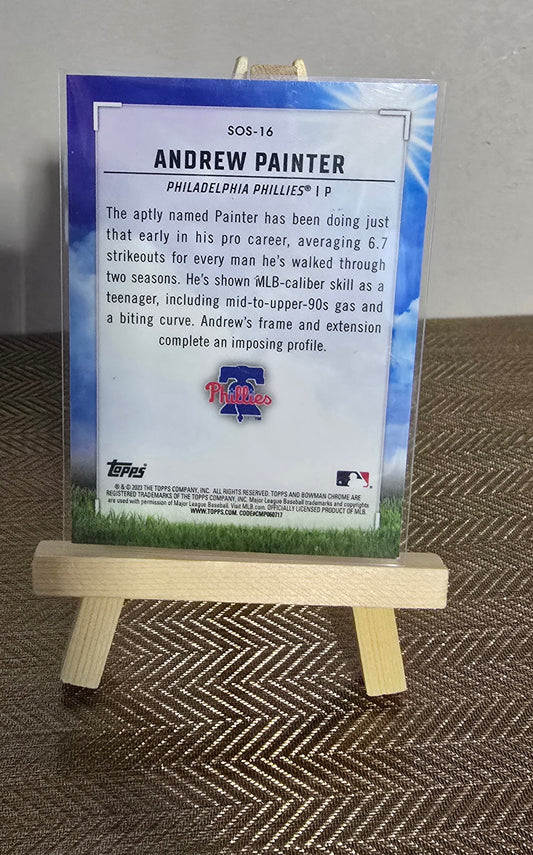 SOS-16
ANDREW PAINTER
PHILADELPHIA PHILLIES® | P
The aptly named Painter has been doing just
that early in his pro career, averaging 6.7
strikeouts for every man he's walked through
two seasons. He's shown MLB-caliber skill as a
teenager, including mid-to-upper-90s gas and
a biting curve. Andrew's frame and extension
complete an imposing profile.
Phillies
Topps
® & © 2023 THE TOPPS COMPANY, INC. ALL RIGHTS RESERVED. TOPPS AND BOWMAN CHROME ARE
REGISTERED TRADEMARKS OF THE TOPPS COMPANY, INC. Major League Baseball trademarks and copyrights
are used with permission of Major League Baseball. Visit MLB.com. OFFICIALLY LICENSED PRODUCT OF MLB.
WWW.TOPPS.COM. CODE#CMP060717